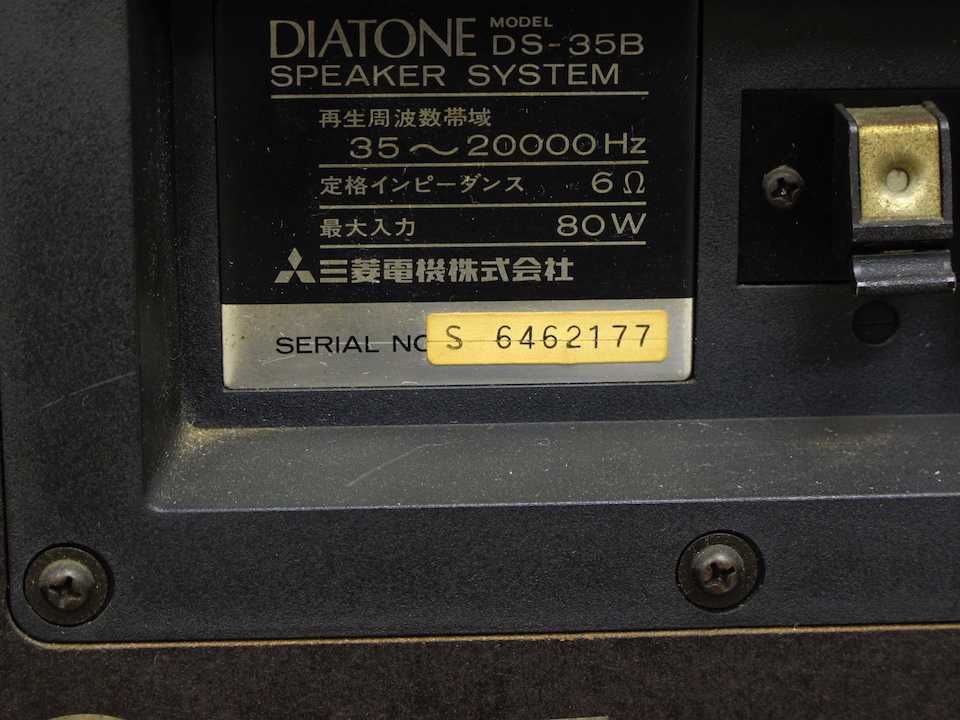 DIATONE MODEL DS-35B
SPEAKER SYSTEM
再生周波数帯域
35～20000Hz
定格インピーダンス 6Ω
最大入力 80W
三菱電機株式会社
SERIAL NO S 6462177